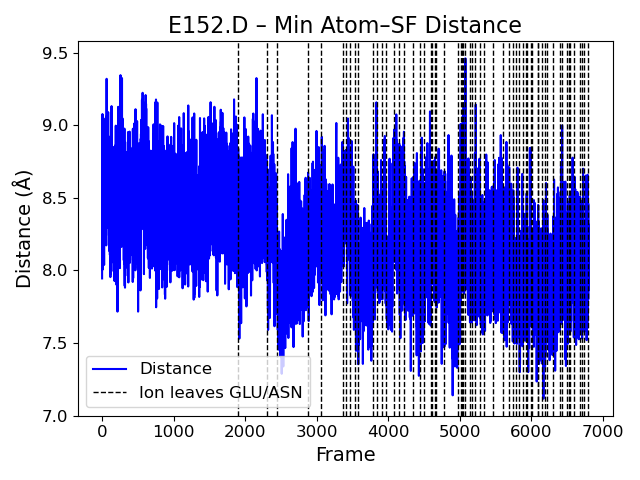 E152.D – Min Atom–SF Distance
9.5
9.0
8.5
8.0
7.5
7.0
Distance (Å)
Distance
Ion leaves GLU/ASN
0 1000 2000 3000 4000 5000 6000 7000
Frame